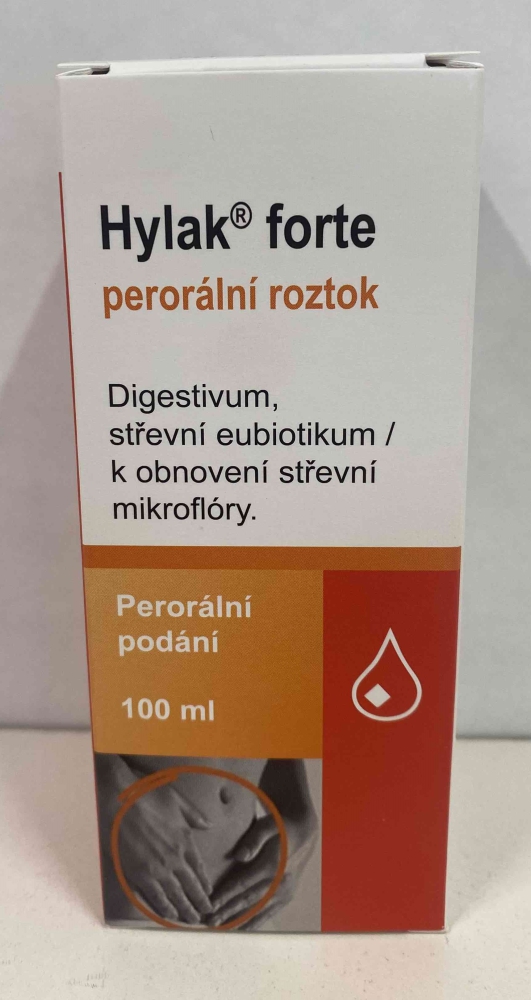 Hylak® forte
perorální roztok
Digestivum,
střevní eubiotikum /
k obnovení střevní
mikroflóry.
Perorální
podání
100 ml